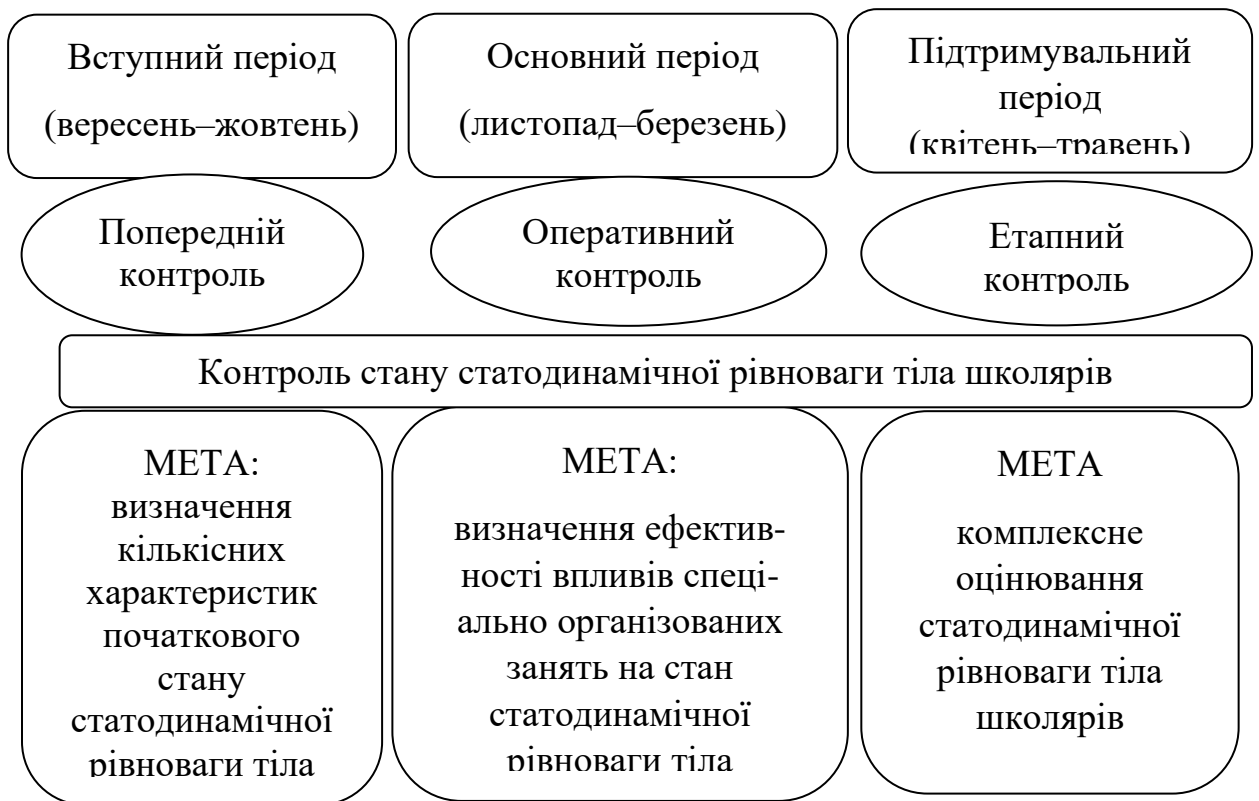 Вступний період
(вересень–жовтень)
Основний період
(листопад–березень)
Підтримувальний
період
(квітень–травень)
Попередній
контроль
Оперативний
контроль
Етапний
контроль
Контроль стану статодинамічної рівноваги тіла школярів
МЕТА:
визначення
кількісних
характеристик
початкового
стану
статодинамічної
рівноваги тіла
МЕТА:
визначення ефектив-
ності впливів спеці-
ально організованих
занять на стан
статодинамічної
рівноваги тіла
МЕТА
комплексне
оцінювання
статодинамічної
рівноваги тіла
школярів